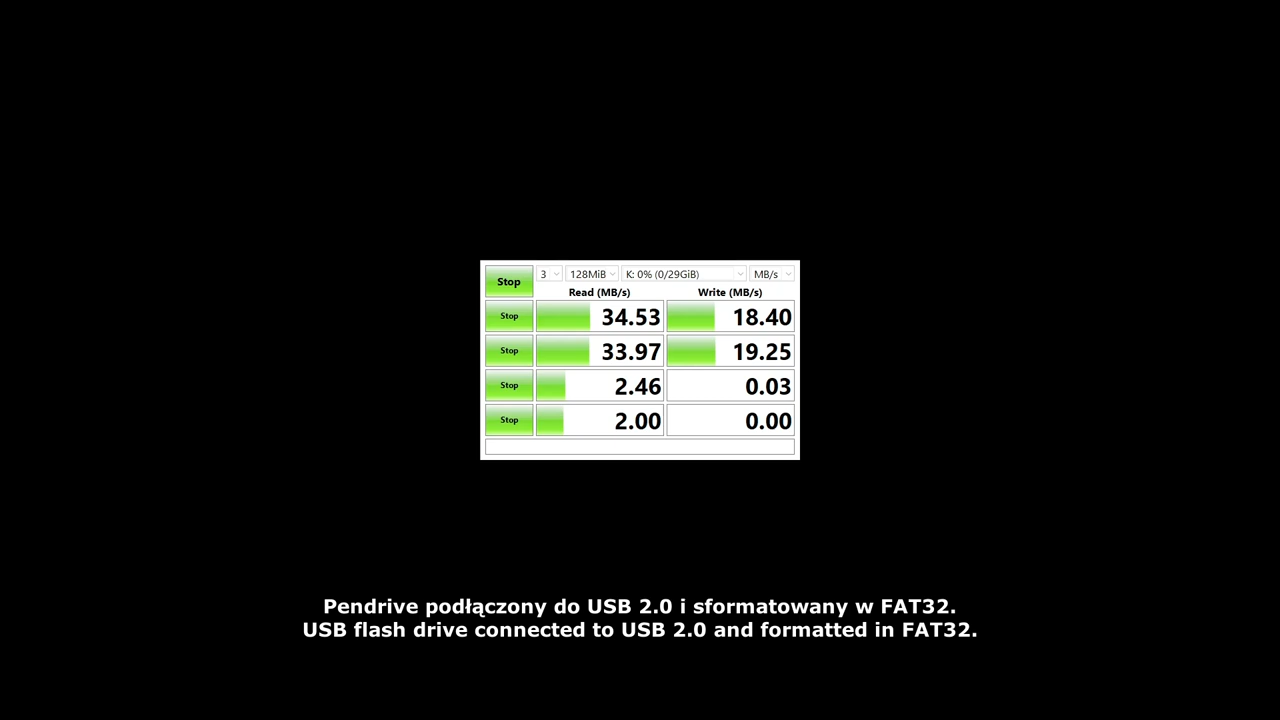 Stop 3 128MiB K: 0% (0/29GiB) MB/s
Read (MB/s) Write (MB/s)
Stop 34.53 18.40
Stop 33.97 19.25
Stop 2.46 0.03
Stop 2.00 0.00
Pendrive podłączony do USB 2.0 i sformatowany w FAT32.
USB flash drive connected to USB 2.0 and formatted in FAT32.